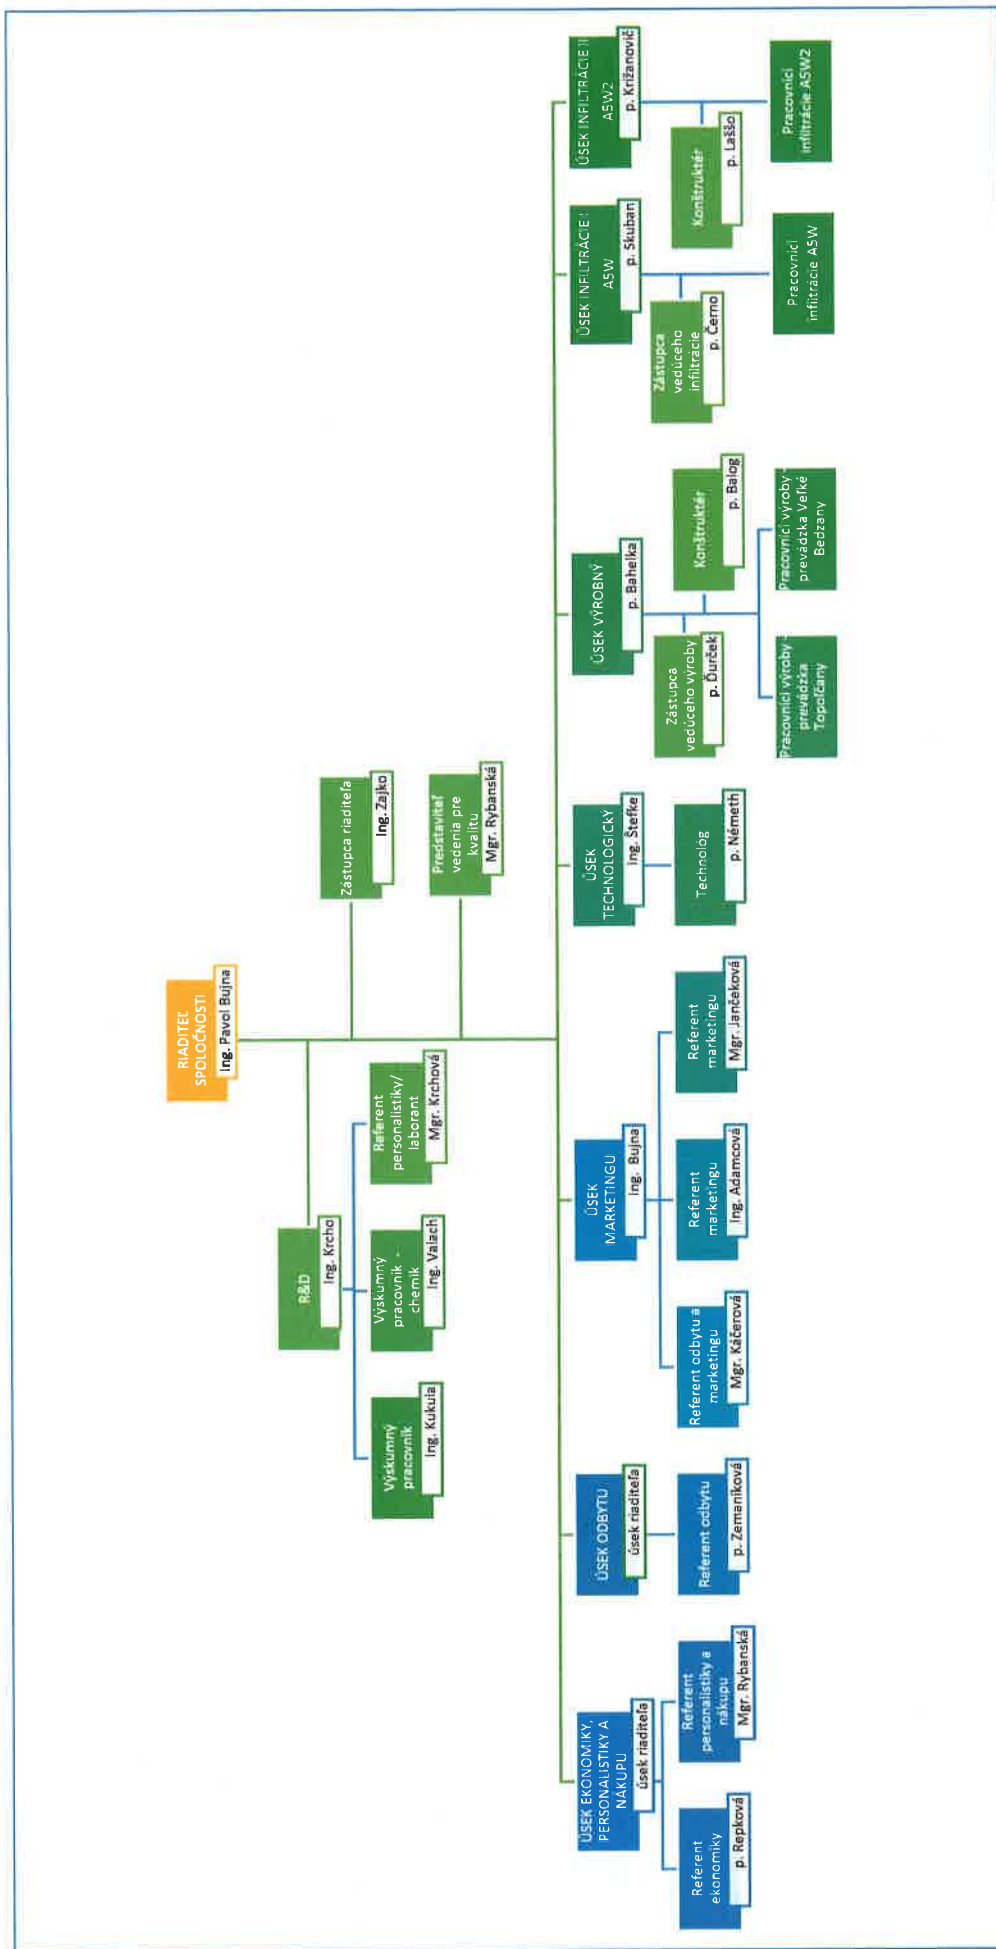 RIADITEĽ
SPOLOČNOSTI
Ing. Pavol Bujna
R&D
Ing. Krcho
Výskumný
pracovník
Ing. Kukula
Výskumný
pracovník -
chemik
Ing. Valach
Referent
personalistiky/
laborant
Mgr. Krchová
Zástupca riaditeľa
Ing. Zajko
Predstaviteľ
vedenia pre
kvalitu
Mgr. Rybanská
ÚSEK EKONOMIKY,
PERSONALISTIKY A
NÁKUPU
úsek riaditeľa
Referent
ekonomiky
p. Repková
Referent
personalistiky a
nákupu
Mgr. Rybanská
ÚSEK ODBYTU
úsek riaditeľa
Referent odbytu
p. Zemaníková
ÚSEK
MARKETINGU
Ing. Bujna
Referent odbytu a
marketingu
Mgr. Káčerová
Referent
marketingu
Ing. Adamcová
Referent
marketingu
Mgr. Jančeková
ÚSEK
TECHNOLOGICKÝ
Ing. Štefke
Technológ
p. Németh
ÚSEK VÝROBNÝ
p. Bahelka
Zástupca
vedúceho výroby
p. Ďurček
Konštruktér
p. Balog
Pracovníci výroby -
prevádzka
Topoľčany
Pracovníci výroby -
prevádzka Veľké
Bedzany
ÚSEK INFILTRÁCIE I
A5W
p. Skuban
Zástupca
vedúceho
infiltrácie
p. Černo
Pracovníci
infiltrácie A5W
ÚSEK INFILTRÁCIE II
A5W2
p. Križanovič
Konštruktér
p. Laššo
Pracovníci
infiltrácie A5W2